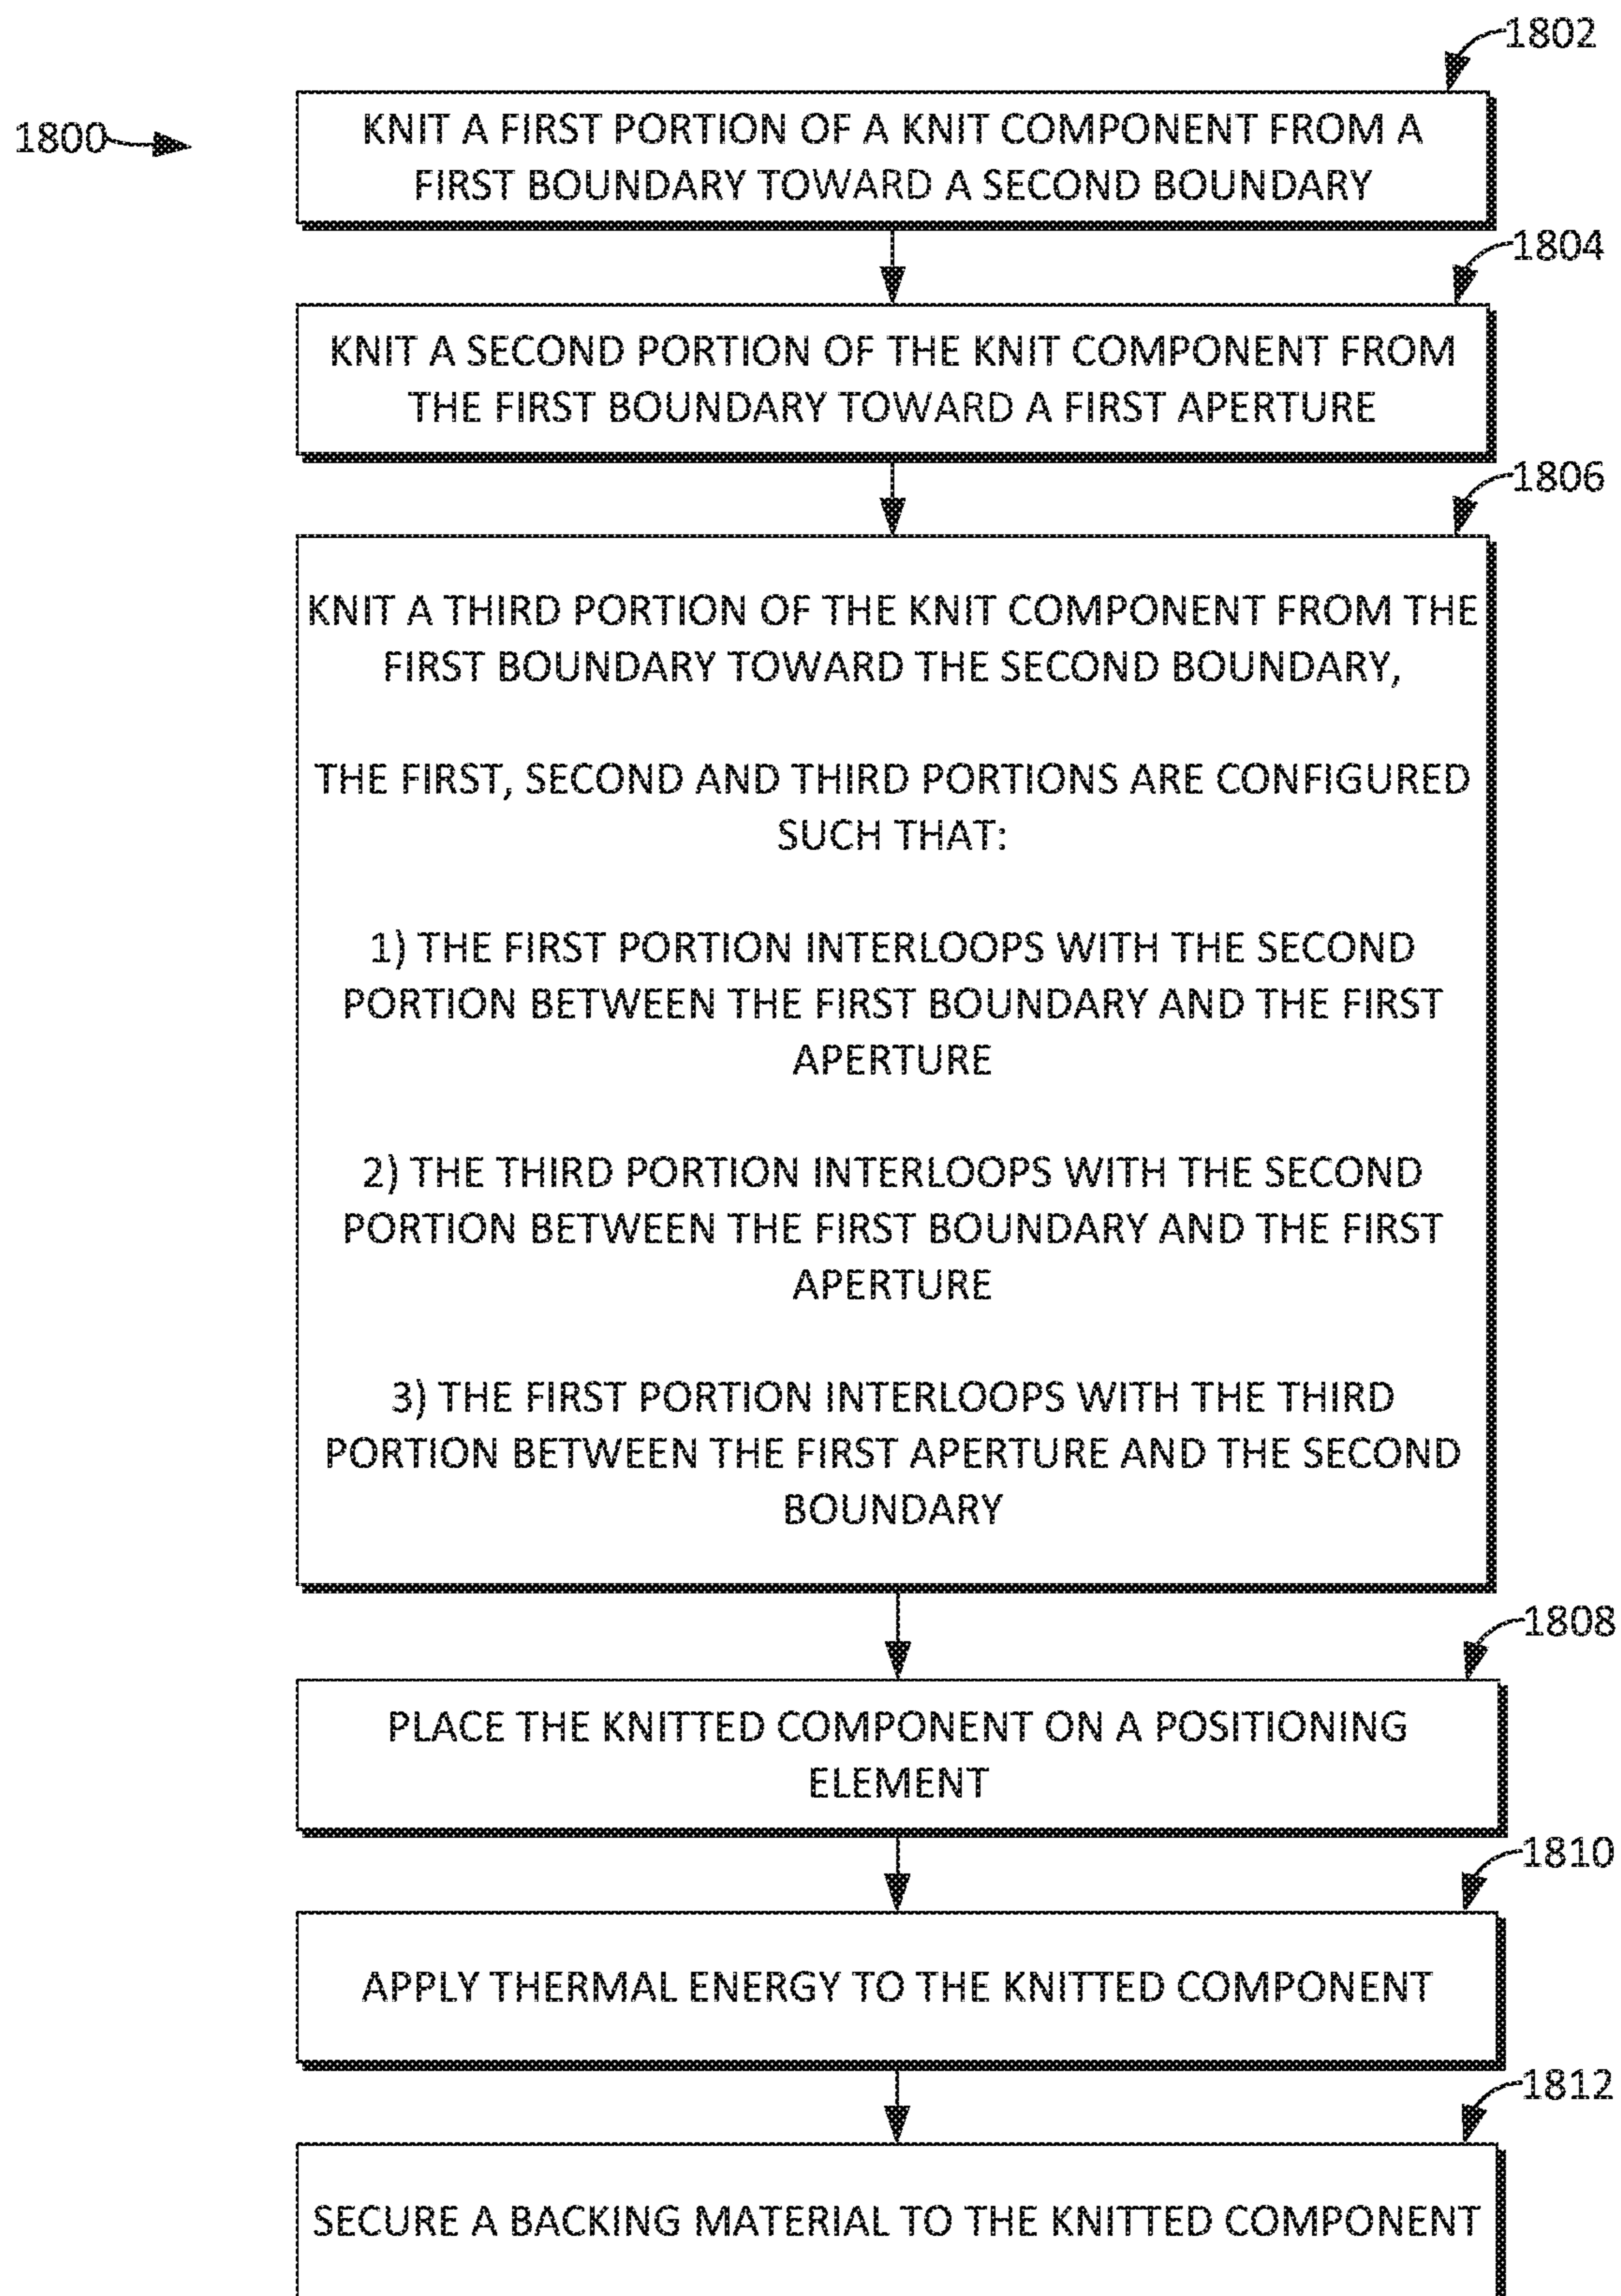 1802
1800
KNIT A FIRST PORTION OF A KNIT COMPONENT FROM A
FIRST BOUNDARY TOWARD A SECOND BOUNDARY
1804
KNIT A SECOND PORTION OF THE KNIT COMPONENT FROM
THE FIRST BOUNDARY TOWARD A FIRST APERTURE
1806
KNIT A THIRD PORTION OF THE KNIT COMPONENT FROM THE
FIRST BOUNDARY TOWARD THE SECOND BOUNDARY,
THE FIRST, SECOND AND THIRD PORTIONS ARE CONFIGURED
SUCH THAT:
1) THE FIRST PORTION INTERLOOPS WITH THE SECOND
PORTION BETWEEN THE FIRST BOUNDARY AND THE FIRST
APERTURE
2) THE THIRD PORTION INTERLOOPS WITH THE SECOND
PORTION BETWEEN THE FIRST BOUNDARY AND THE FIRST
APERTURE
3) THE FIRST PORTION INTERLOOPS WITH THE THIRD
PORTION BETWEEN THE FIRST APERTURE AND THE SECOND
BOUNDARY
1808
PLACE THE KNITTED COMPONENT ON A POSITIONING
ELEMENT
1810
APPLY THERMAL ENERGY TO THE KNITTED COMPONENT
1812
SECURE A BACKING MATERIAL TO THE KNITTED COMPONENT